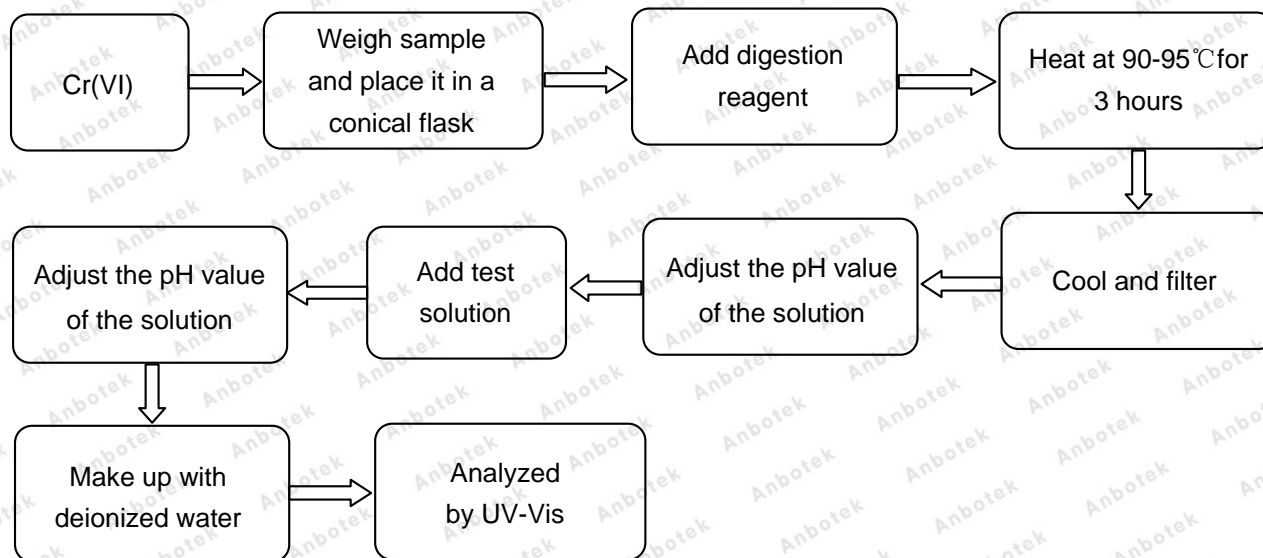 Cr(VI)
Weigh sample
and place it in a
conical flask
Add digestion
reagent
Heat at 90-95℃for
3 hours
Cool and filter
Adjust the pH value
of the solution
Add test
solution
Adjust the pH value
of the solution
Make up with
deionized water
Analyzed
by UV-Vis
Anbotek